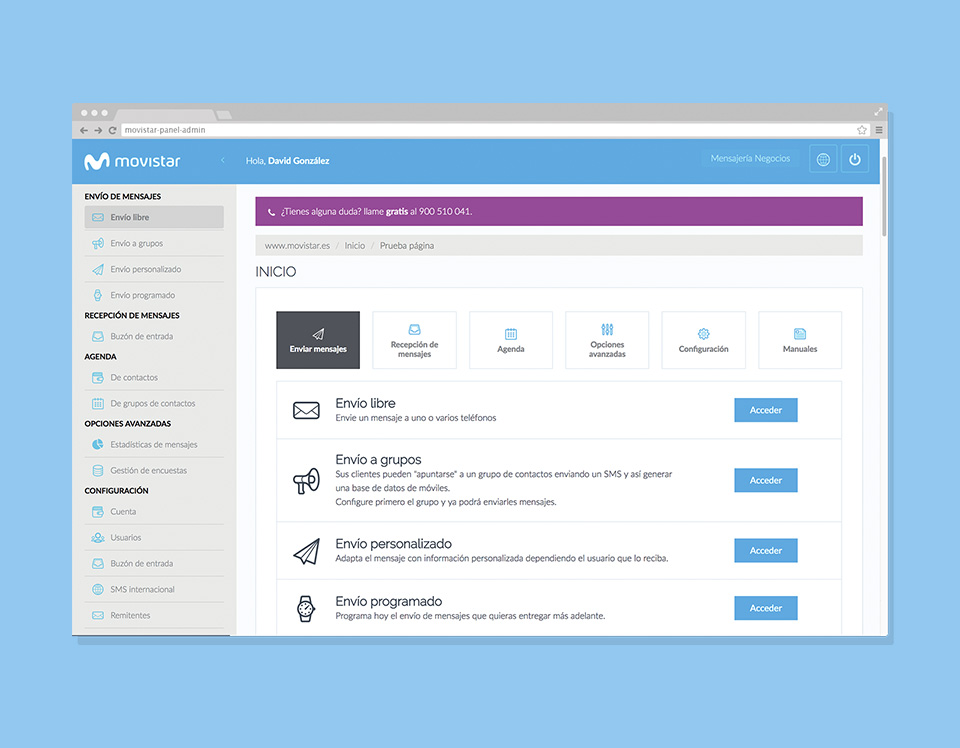 movistar-panel-admin
movistar
Hola, David González
Mensajería Negocios
ENVÍO DE MENSAJES
Envío libre
Envío a grupos
Envío personalizado
Envío programado
RECEPCIÓN DE MENSAJES
Buzón de entrada
AGENDA
De contactos
De grupos de contactos
OPCIONES AVANZADAS
Estadísticas de mensajes
Gestión de encuestas
CONFIGURACIÓN
Cuenta
Usuarios
Buzón de entrada
SMS internacional
Remitentes
¿Tienes alguna duda? llame gratis al 900 510 041.
www.movistar.es / Inicio / Prueba página
INICIO
Enviar mensajes
Recepción de
mensajes
Agenda
Opciones
avanzadas
Configuración
Manuales
Envío libre
Envie un mensaje a uno o varios teléfonos
Acceder
Envío a grupos
Sus clientes pueden "apuntarse" a un grupo de contactos enviando un SMS y así generar
una base de datos de móviles.
Configure primero el grupo y ya podrá enviarles mensajes.
Acceder
Envío personalizado
Adapta el mensaje con información personalizada dependiendo el usuario que lo reciba.
Acceder
Envío programado
Programa hoy el envío de mensajes que quieras entregar más adelante.
Acceder